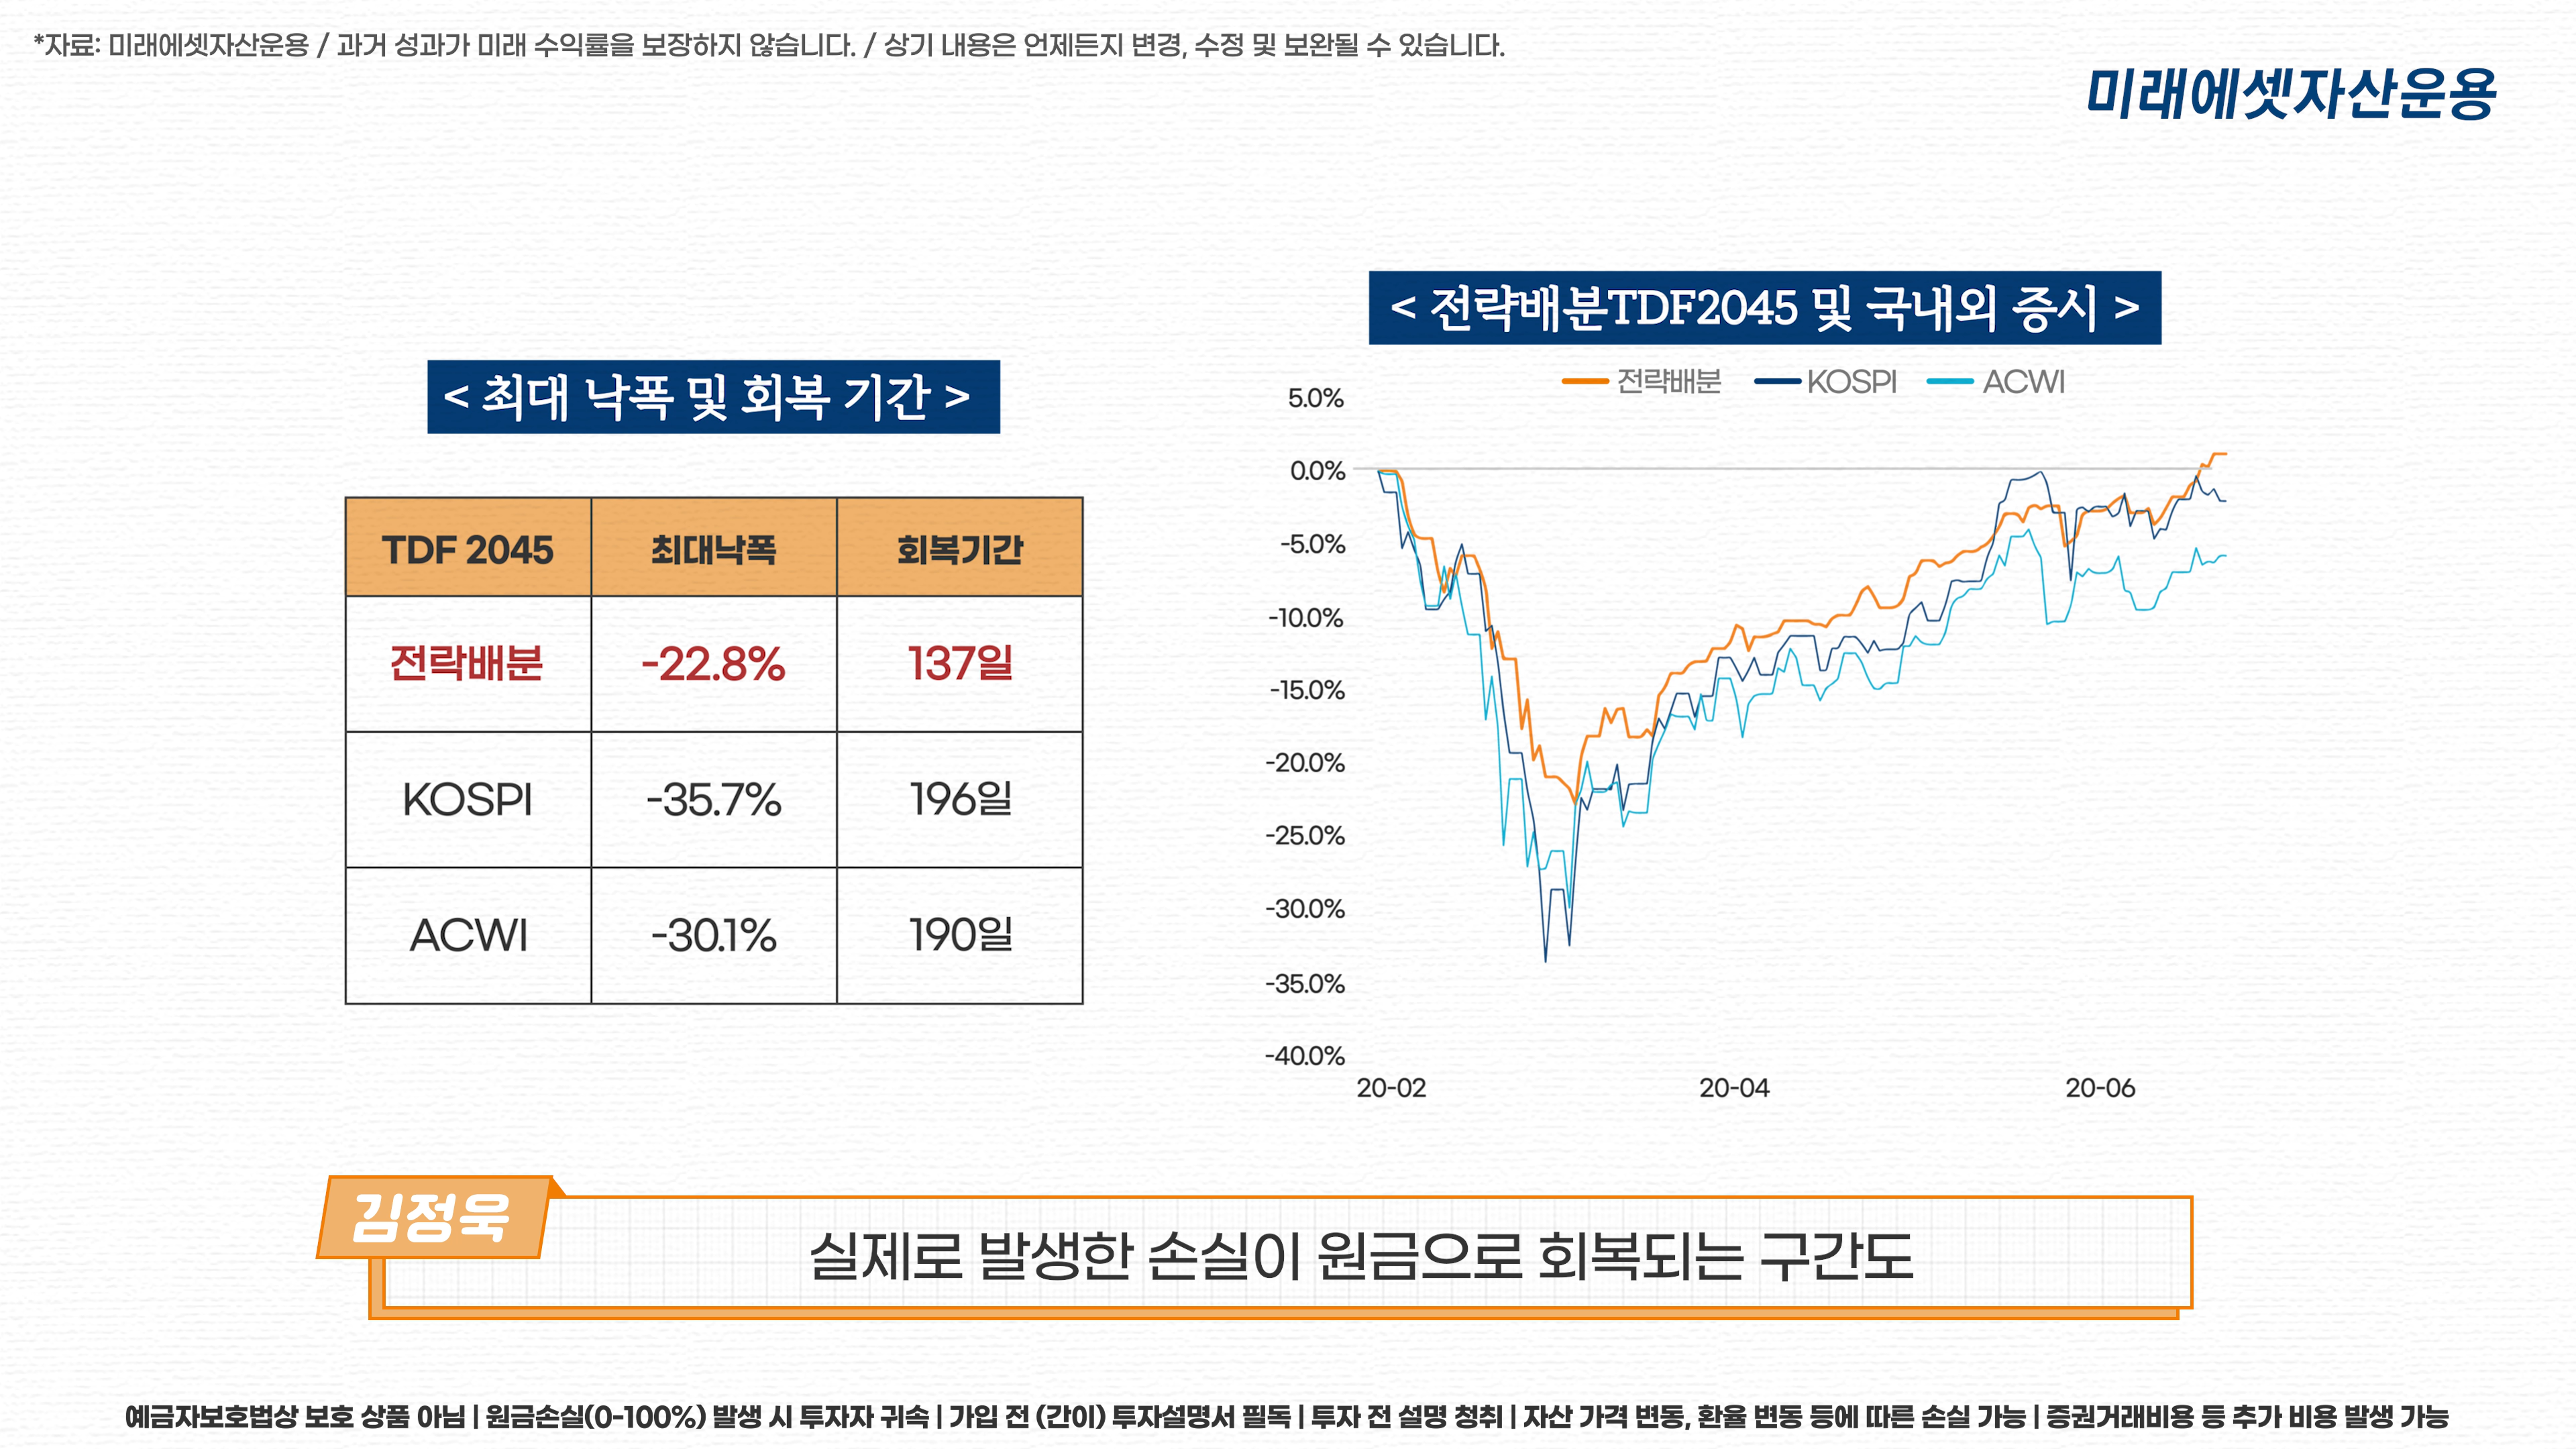 *자료: 미래에셋자산운용 / 과거 성과가 미래 수익률을 보장하지 않습니다. / 상기 내용은 언제든지 변경, 수정 및 보완될 수 있습니다.
미래에셋자산운용
< 최대 낙폭 및 회복 기간 >
TDF 2045 최대낙폭 회복기간
전략배분 -22.8% 137일
KOSPI -35.7% 196일
ACWI -30.1% 190일
< 전략배분TDF2045 및 국내외 증시 >
전략배분 KOSPI ACWI
5.0%
0.0%
-5.0%
-10.0%
-15.0%
-20.0%
-25.0%
-30.0%
-35.0%
-40.0%
20-02 20-04 20-06
김정욱
실제로 발생한 손실이 원금으로 회복되는 구간도
예금자보호법상 보호 상품 아님 | 원금손실(0-100%) 발생 시 투자자 귀속 | 가입 전 (간이) 투자설명서 필독 | 투자 전 설명 청취 | 자산 가격 변동, 환율 변동 등에 따른 손실 가능 | 증권거래비용 등 추가 비용 발생 가능